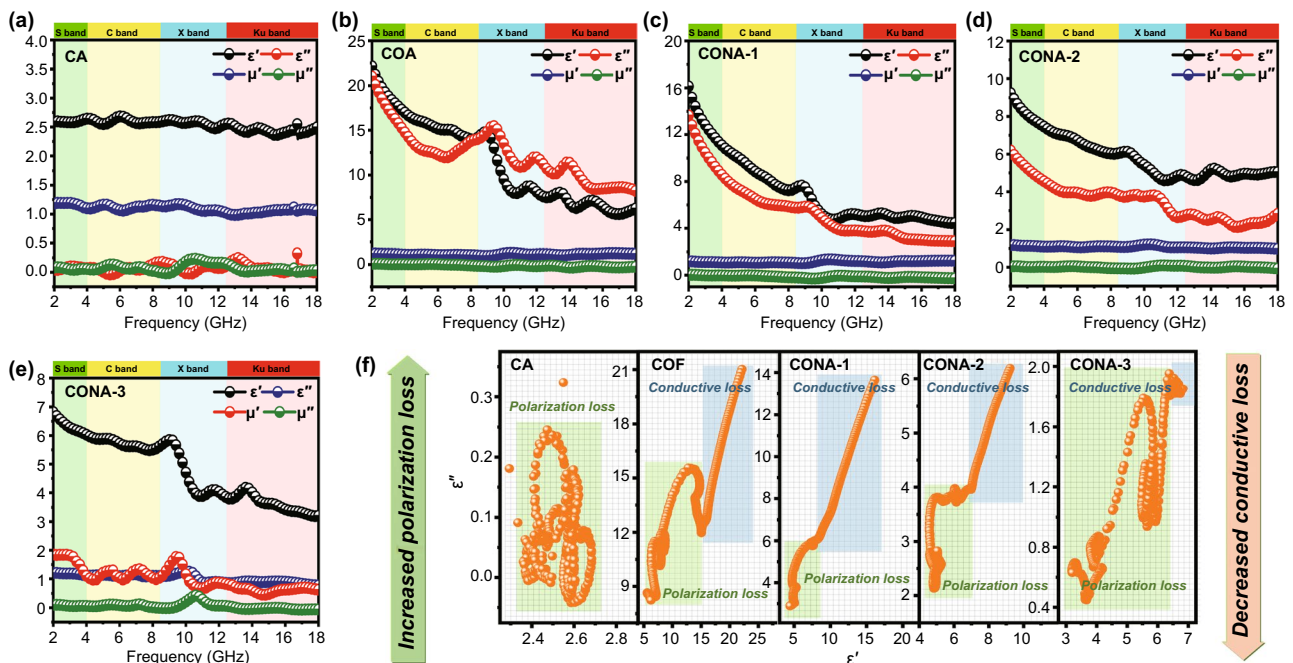 (a)
S band C band X band Ku band
CA
ε′ ε″
μ′ μ″
4.0
3.5
3.0
2.5
2.0
1.5
1.0
0.5
0.0
2 4 6 8 10 12 14 16 18
Frequency (GHz)
(b)
S band C band X band Ku band
COA
ε′ ε″
μ′ μ″
25
20
15
10
5
0
2 4 6 8 10 12 14 16 18
Frequency (GHz)
(c)
S band C band X band Ku band
CONA-1
ε′ ε″
μ′ μ″
20
16
12
8
4
0
2 4 6 8 10 12 14 16 18
Frequency (GHz)
(d)
S band C band X band Ku band
CONA-2
ε′ ε″
μ′ μ″
12
10
8
6
4
2
0
2 4 6 8 10 12 14 16 18
Frequency (GHz)
(e)
S band C band X band Ku band
CONA-3
ε′ ε″
μ′ μ″
8
7
6
5
4
3
2
1
0
2 4 6 8 10 12 14 16 18
Frequency (GHz)
(f)
Increased polarization loss
ε″
CA
Polarization loss
0.3
0.2
0.1
0.0
2.4 2.6 2.8
COF
Conductive loss
Polarization loss
21
18
15
12
9
5 10 15 20 25
CONA-1
Conductive loss
Polarization loss
14
12
10
8
6
4
5 10 15 20
CONA-2
Conductive loss
Polarization loss
6
5
4
3
2
4 6 8 10
CONA-3
Conductive loss
Polarization loss
2.0
1.8
1.6
1.4
1.2
1.0
0.8
0.6
0.4
3 4 5 6 7
ε′
Decreased conductive loss